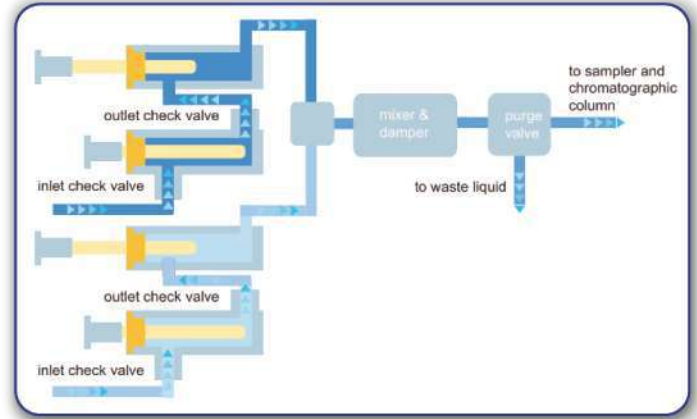 to sampler and
chromatographic
column
outlet check valve
mixer &
damper
purge
valve
inlet check valve
to waste liquid
outlet check valve
inlet check valve